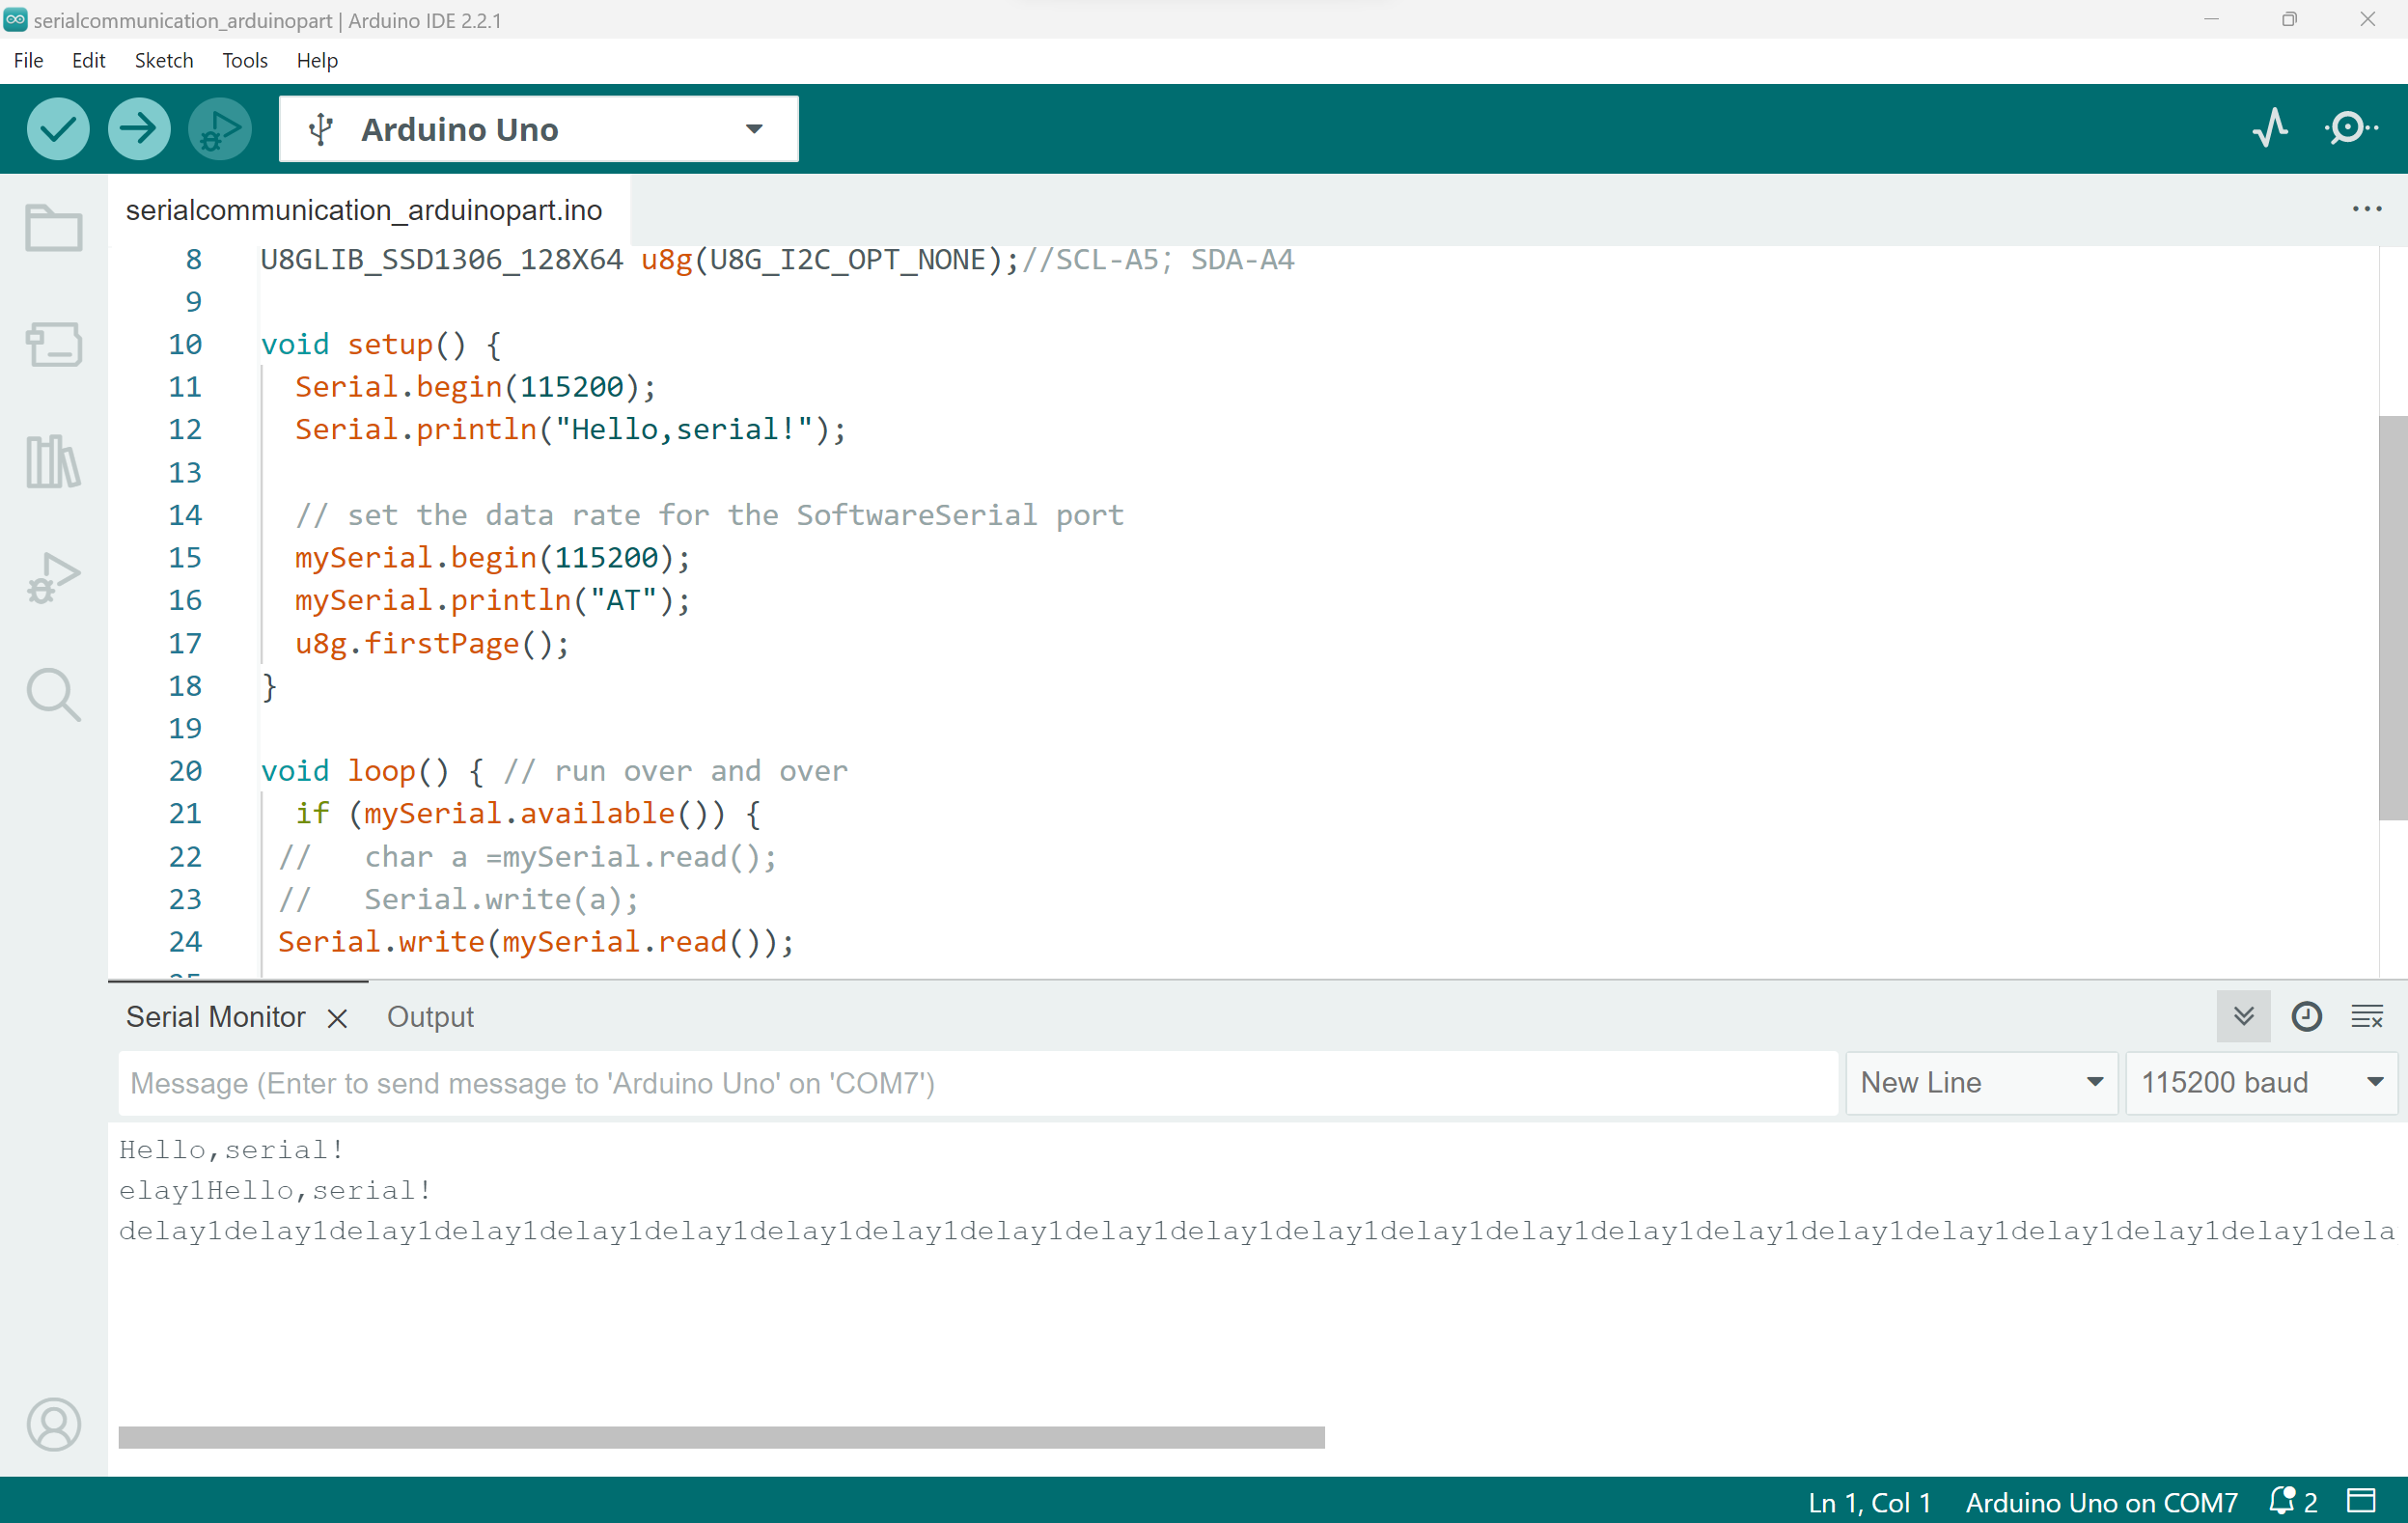 serialcommunication_arduinopart | Arduino IDE 2.2.1
File Edit Sketch Tools Help
Arduino Uno
serialcommunication_arduinopart.ino
8 U8GLIB_SSD1306_128X64 u8g(U8G_I2C_OPT_NONE);//SCL-A5; SDA-A4
9
10 void setup() {
11 Serial.begin(115200);
12 Serial.println("Hello,serial!");
13
14 // set the data rate for the SoftwareSerial port
15 mySerial.begin(115200);
16 mySerial.println("AT");
17 u8g.firstPage();
18 }
19
20 void loop() { // run over and over
21 if (mySerial.available()) {
22 // char a =mySerial.read();
23 // Serial.write(a);
24 Serial.write(mySerial.read());
Serial Monitor Output
Message (Enter to send message to 'Arduino Uno' on 'COM7') New Line 115200 baud
Hello,serial!
elay1Hello,serial!
delay1delay1delay1delay1delay1delay1delay1delay1delay1delay1delay1delay1delay1delay1delay1delay1delay1delay1delay1delay1delay1dela
Ln 1, Col 1 Arduino Uno on COM7 2